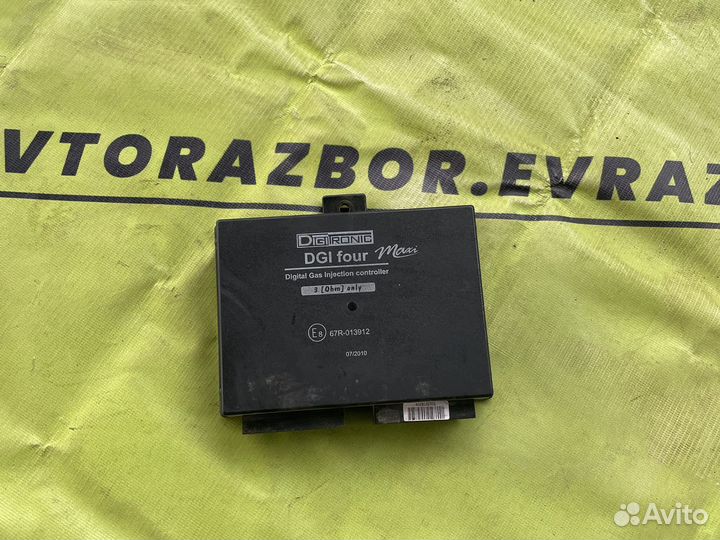 VTORAZBOR.EVRAZ
DIGITRONIC
DGI four Maxi
Digital Gas Injection controller
3 [Ohm] only
E8 67R-013912
07/2010
Avito